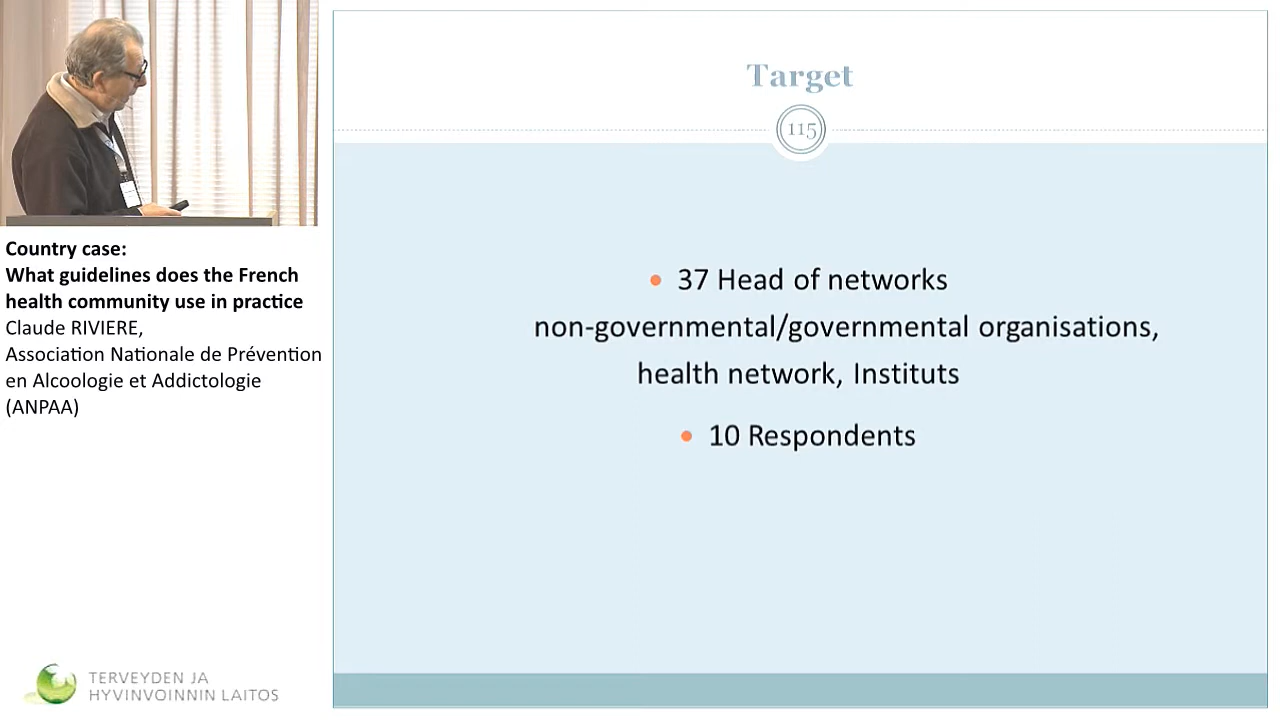 Target
115
• 37 Head of networks
non-governmental/governmental organisations,
health network, Instituts
• 10 Respondents
Country case:
What guidelines does the French
health community use in practice
Claude RIVIERE,
Association Nationale de Prévention
en Alcoologie et Addictologie
(ANPAA)
TERVEYDEN JA
HYVINVOINNIN LAITOS